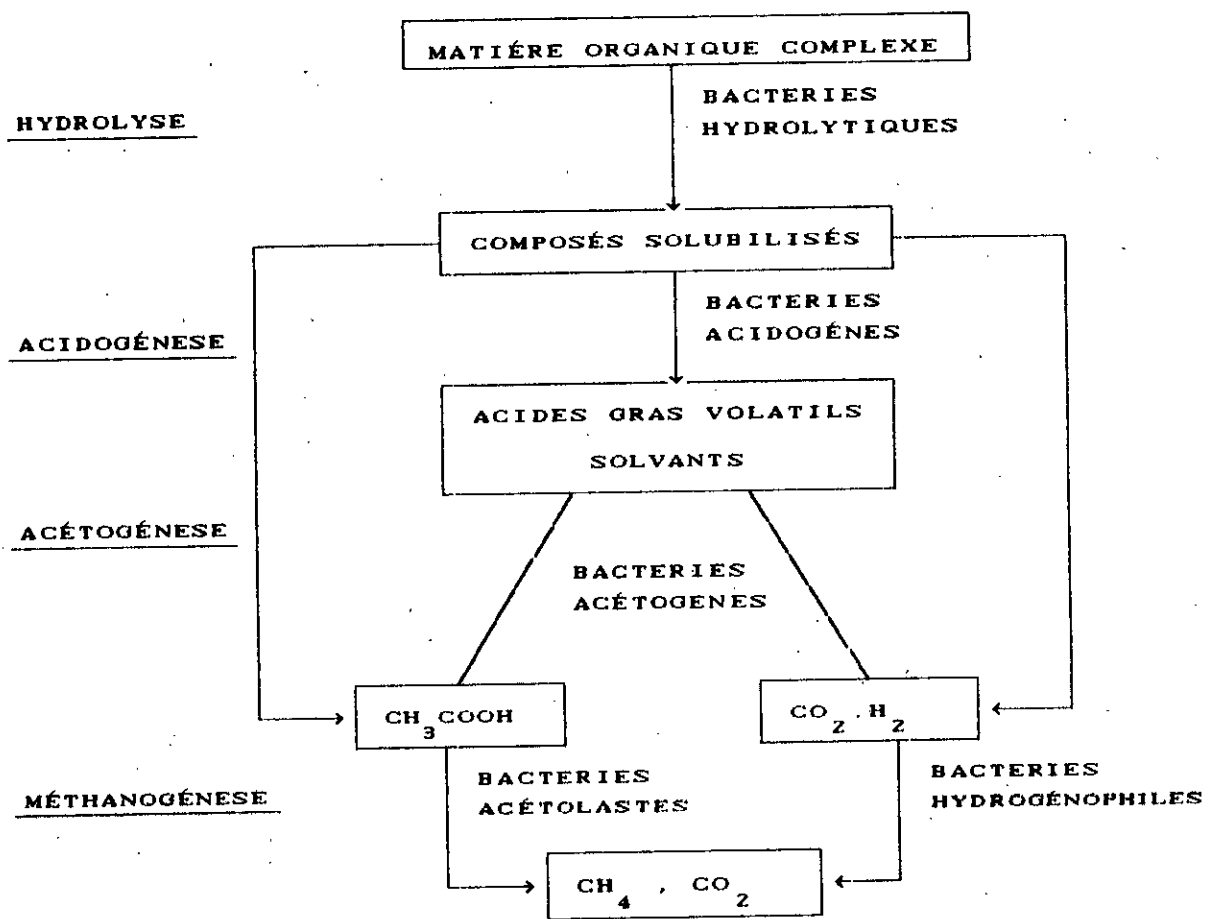 MATIÉRE ORGANIQUE COMPLEXE
BACTERIES
HYDROLYTIQUES
HYDROLYSE
COMPOSÉS SOLUBILISÉS
BACTERIES
ACIDOGÉNES
ACIDOGÉNESE
ACIDES GRAS VOLATILS
SOLVANTS
ACÉTOGÉNESE
BACTERIES
ACÉTOGENES
CH₃COOH
CO₂.H₂
BACTERIES
ACÉTOLASTES
BACTERIES
HYDROGÉNOPHILES
MÉTHANOGÉNESE
CH₄ , CO₂